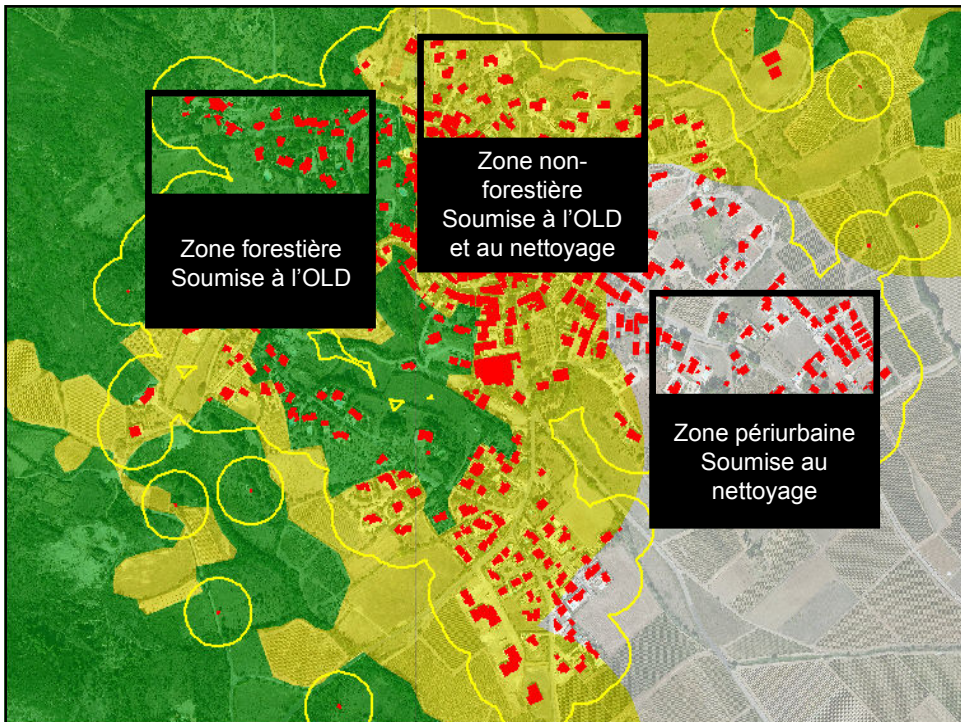 Zone non-
forestière
Soumise à l’OLD
et au nettoyage
Zone forestière
Soumise à l’OLD
Zone périurbaine
Soumise au
nettoyage